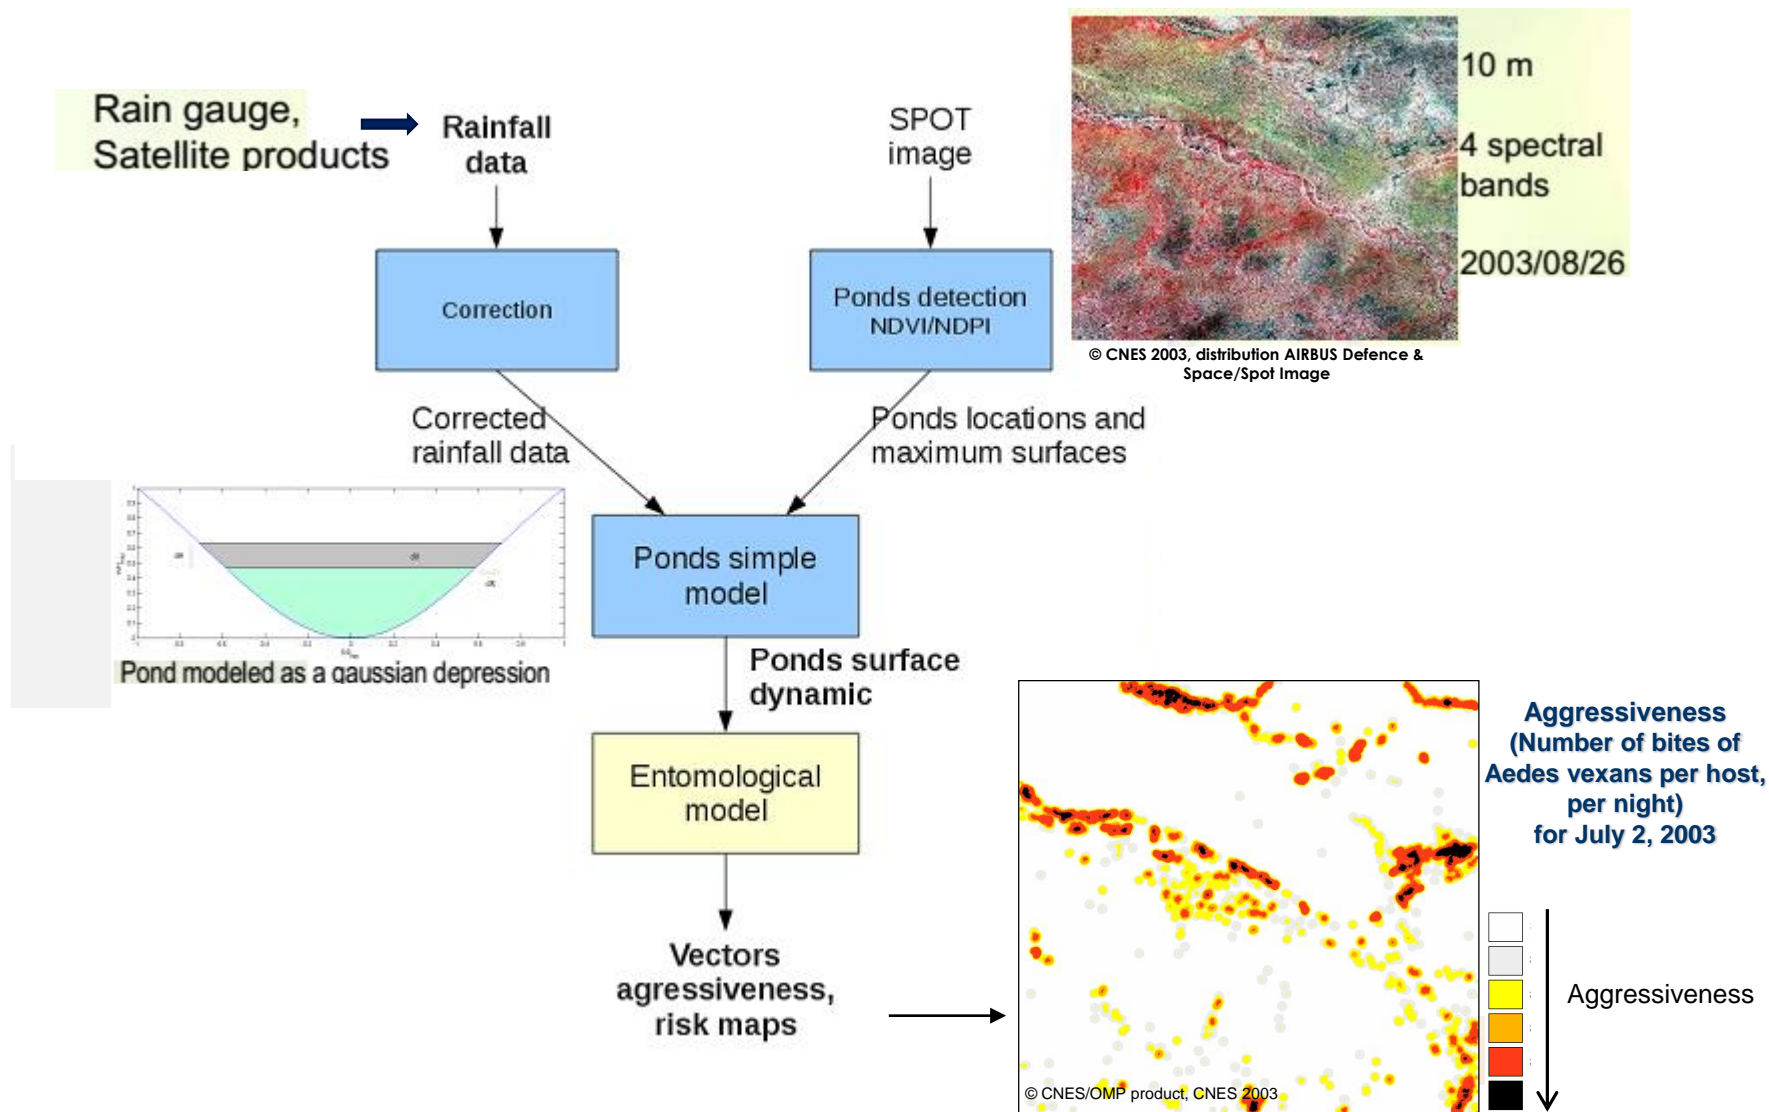 Rain gauge,
Satellite products
Rainfall
data
SPOT
image
10 m
4 spectral
bands
2003/08/26
© CNES 2003, distribution AIRBUS Defence &
Space/Spot Image
Correction
Ponds detection
NDVI/NDPI
Corrected
rainfall data
Ponds locations and
maximum surfaces
Ponds simple
model
Pond modeled as a gaussian depression
Ponds surface
dynamic
Entomological
model
Vectors
agressiveness,
risk maps
Aggressiveness
(Number of bites of
Aedes vexans per host,
per night)
for July 2, 2003
Aggressiveness
© CNES/OMP product, CNES 2003